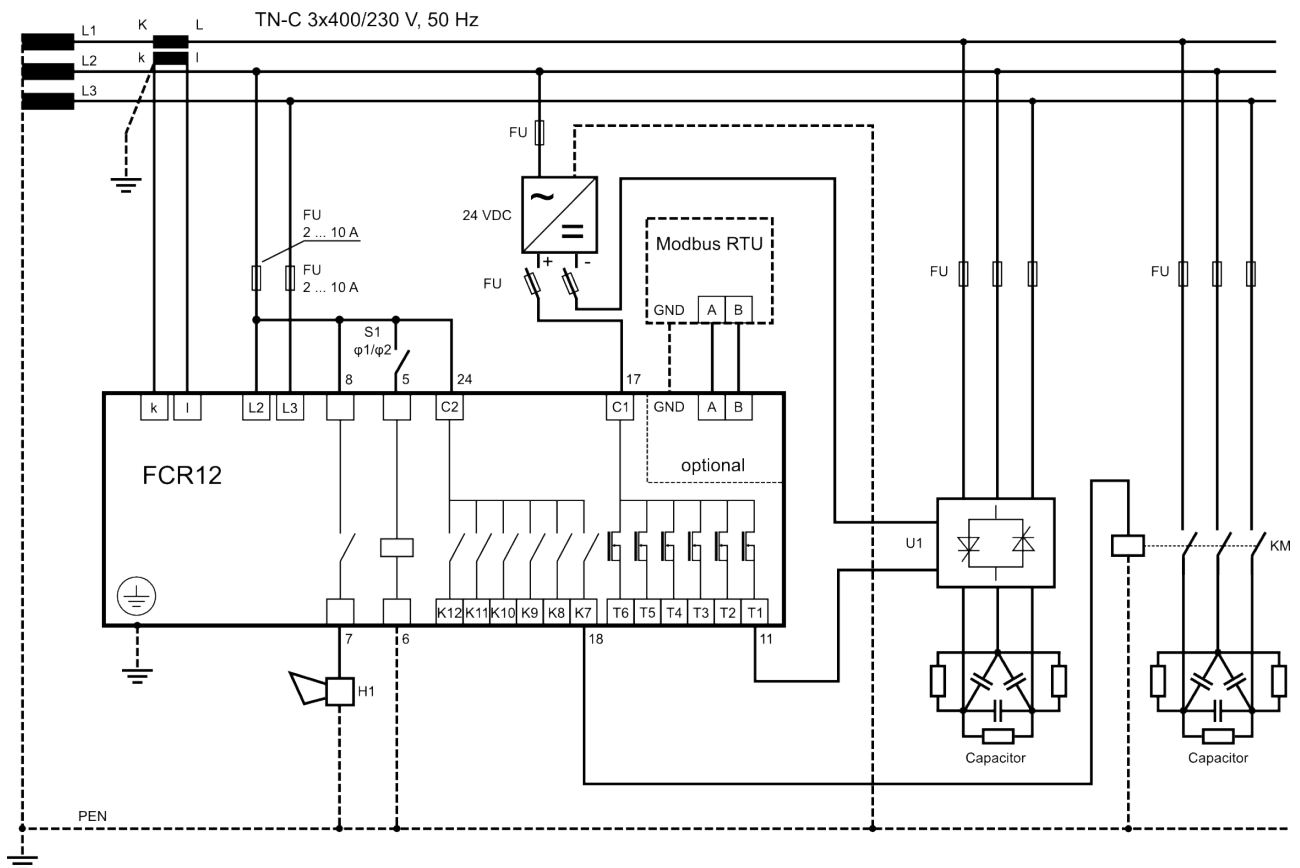 TN-C 3x400/230 V, 50 Hz
L1
K
L
L2
k
l
L3
FU
24 VDC
+
-
FU
FU
2 ... 10 A
FU
2 ... 10 A
Modbus RTU
GND
A
B
FU
FU
S1
φ1/φ2
8
5
24
17
k
l
L2
L3
C2
C1
GND
A
B
optional
FCR12
U1
KM
K12
K11
K10
K9
K8
K7
T6
T5
T4
T3
T2
T1
7
6
18
11
H1
Capacitor
Capacitor
PEN